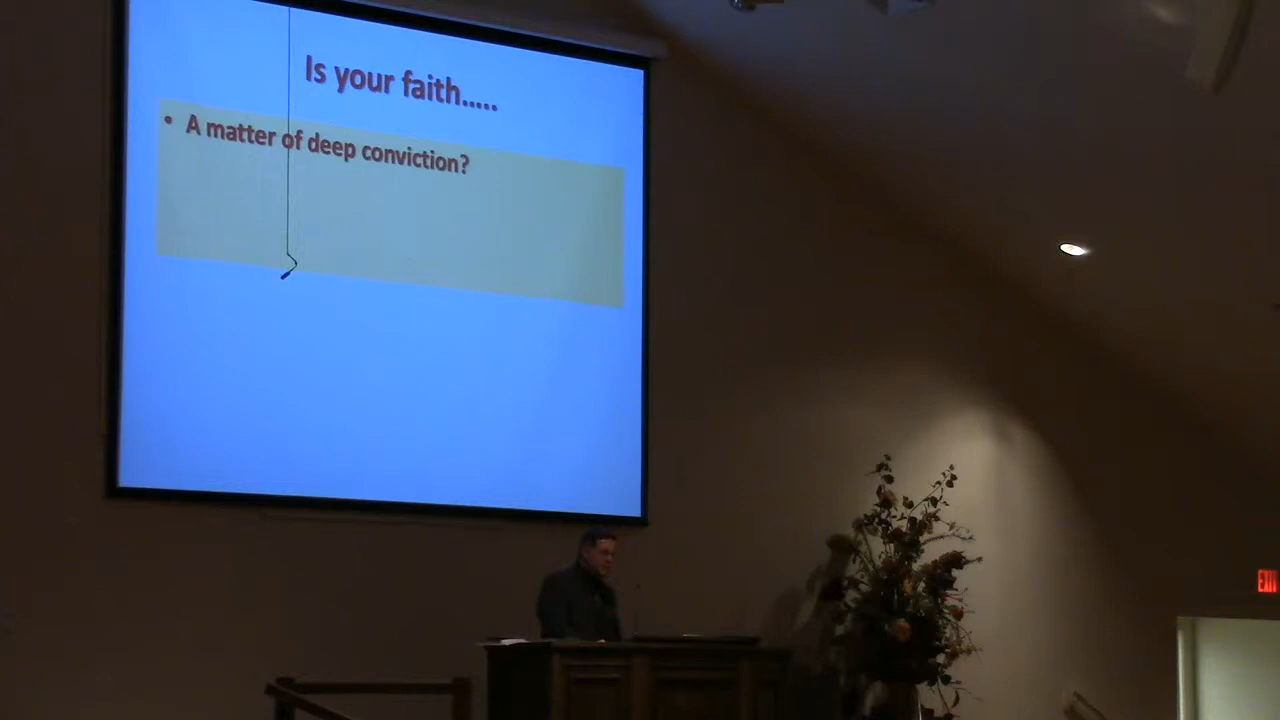 Is your faith.....
• A matter of deep conviction?
EXIT